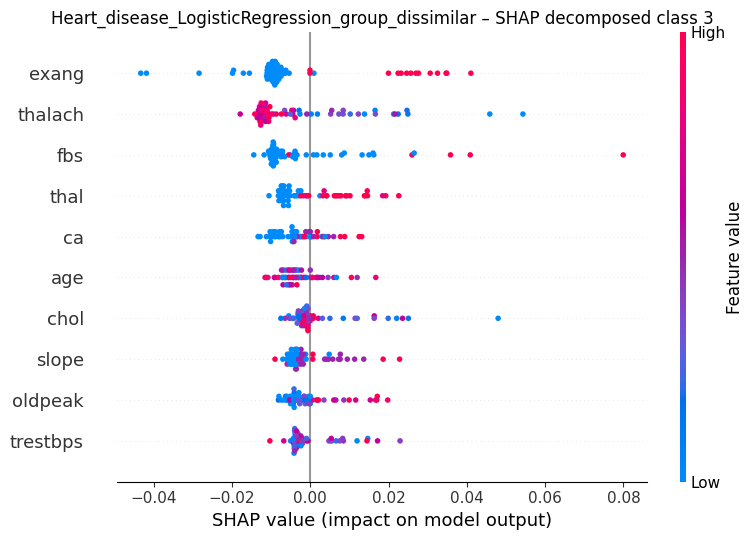 Heart_disease_LogisticRegression_group_dissimilar – SHAP decomposed class 3
High
exang
thalach
fbs
thal
ca
age
chol
slope
oldpeak
trestbps
Feature value
Low
−0.04 −0.02 0.00 0.02 0.04 0.06 0.08
SHAP value (impact on model output)